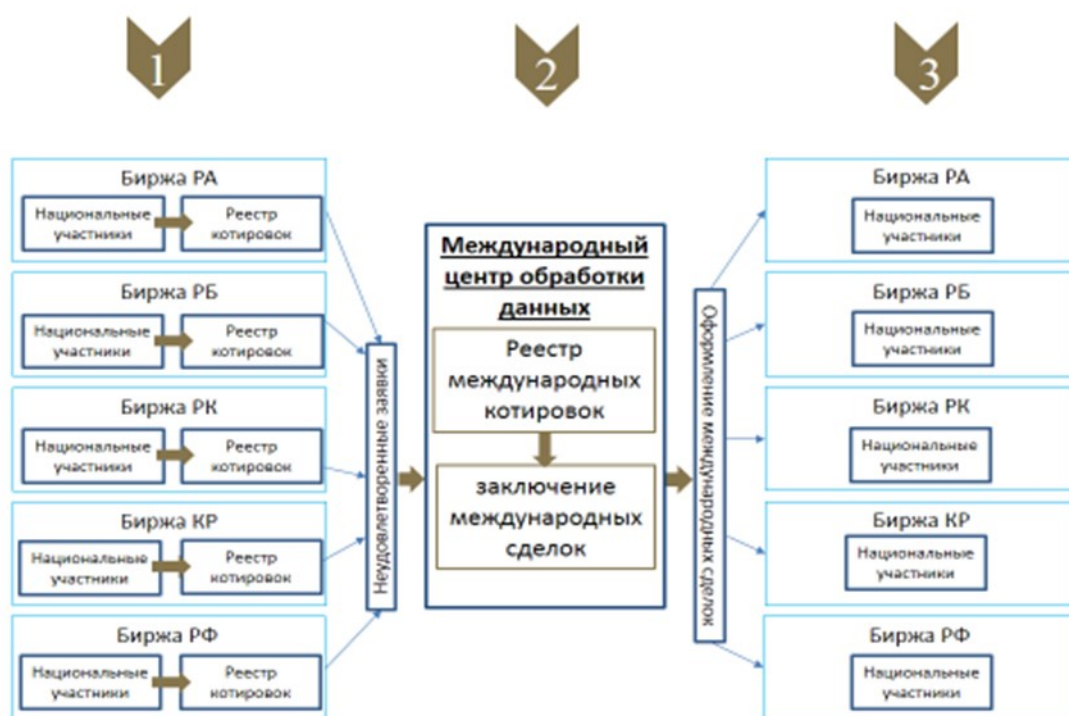 1
2
3
Биржа РА
Национальные
участники
Реестр
котировок
Биржа РБ
Национальные
участники
Реестр
котировок
Биржа РК
Национальные
участники
Реестр
котировок
Биржа КР
Национальные
участники
Реестр
котировок
Биржа РФ
Национальные
участники
Реестр
котировок
Неудовлетворенные заявки
Международный
центр обработки
данных
Реестр
международных
котировок
заключение
международных
сделок
Оформление международных сделок
Биржа РА
Национальные
участники
Биржа РБ
Национальные
участники
Биржа РК
Национальные
участники
Биржа КР
Национальные
участники
Биржа РФ
Национальные
участники